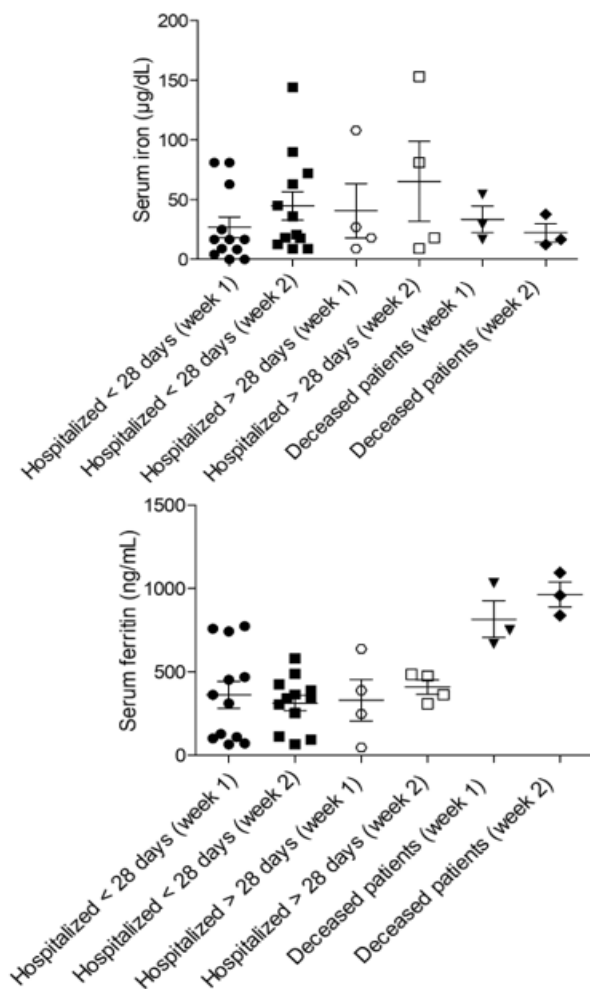 Serum iron (µg/dL)
200
150
100
50
0
Hospitalized < 28 days (week 1)
Hospitalized < 28 days (week 2)
Hospitalized > 28 days (week 1)
Hospitalized > 28 days (week 2)
Deceased patients (week 1)
Deceased patients (week 2)
Serum ferritin (ng/mL)
1500
1000
500
0
Hospitalized < 28 days (week 1)
Hospitalized < 28 days (week 2)
Hospitalized > 28 days (week 1)
Hospitalized > 28 days (week 2)
Deceased patients (week 1)
Deceased patients (week 2)